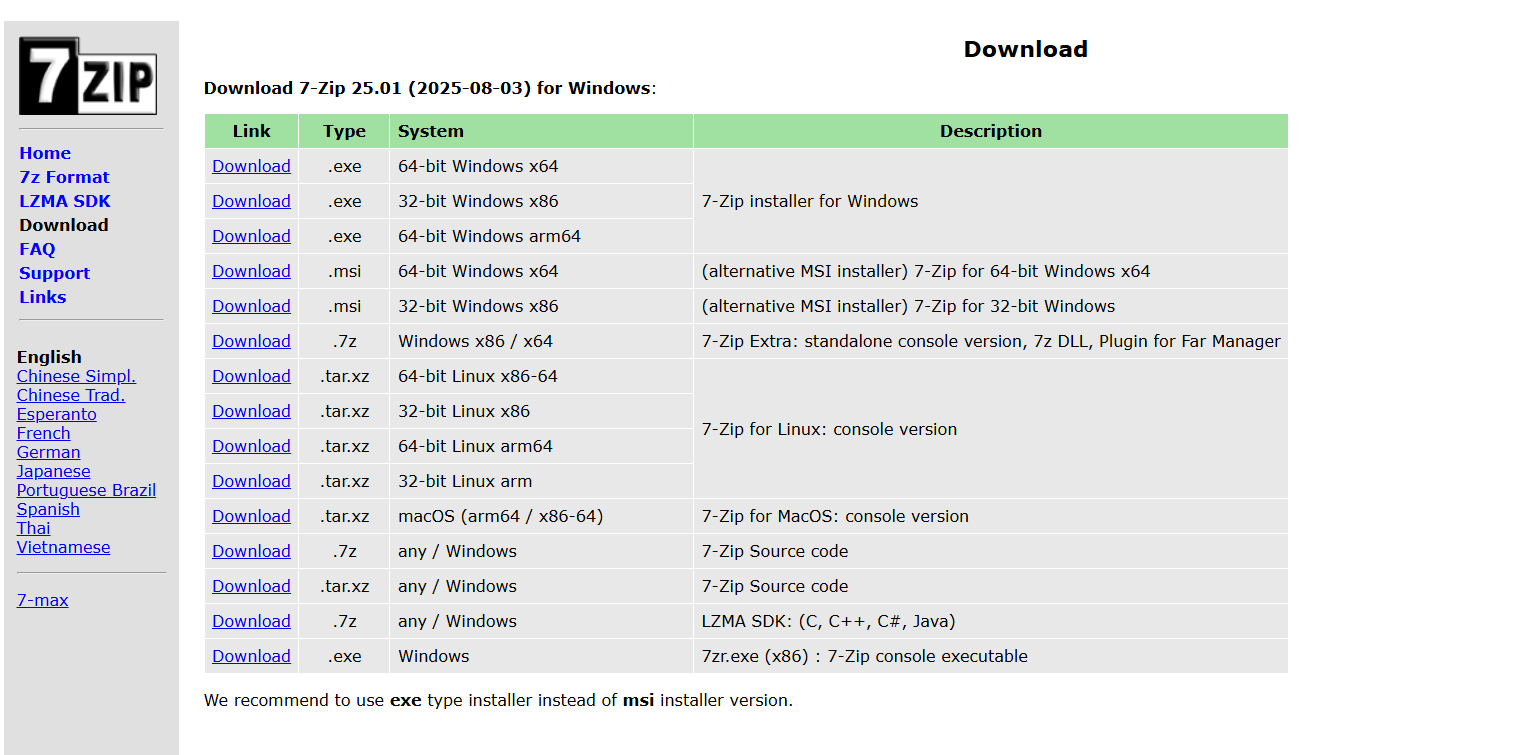 7 ZIP
Home
7z Format
LZMA SDK
Download
FAQ
Support
Links
English
Chinese Simpl.
Chinese Trad.
Esperanto
French
German
Japanese
Portuguese Brazil
Spanish
Thai
Vietnamese
7-max
Download
Download 7-Zip 25.01 (2025-08-03) for Windows:
Link Type System Description
Download .exe 64-bit Windows x64
Download .exe 32-bit Windows x86 7-Zip installer for Windows
Download .exe 64-bit Windows arm64
Download .msi 64-bit Windows x64 (alternative MSI installer) 7-Zip for 64-bit Windows x64
Download .msi 32-bit Windows x86 (alternative MSI installer) 7-Zip for 32-bit Windows
Download .7z Windows x86 / x64 7-Zip Extra: standalone console version, 7z DLL, Plugin for Far Manager
Download .tar.xz 64-bit Linux x86-64
Download .tar.xz 32-bit Linux x86
7-Zip for Linux: console version
Download .tar.xz 64-bit Linux arm64
Download .tar.xz 32-bit Linux arm
Download .tar.xz macOS (arm64 / x86-64) 7-Zip for MacOS: console version
Download .7z any / Windows 7-Zip Source code
Download .tar.xz any / Windows 7-Zip Source code
Download .7z any / Windows LZMA SDK: (C, C++, C#, Java)
Download .exe Windows 7zr.exe (x86) : 7-Zip console executable
We recommend to use exe type installer instead of msi installer version.